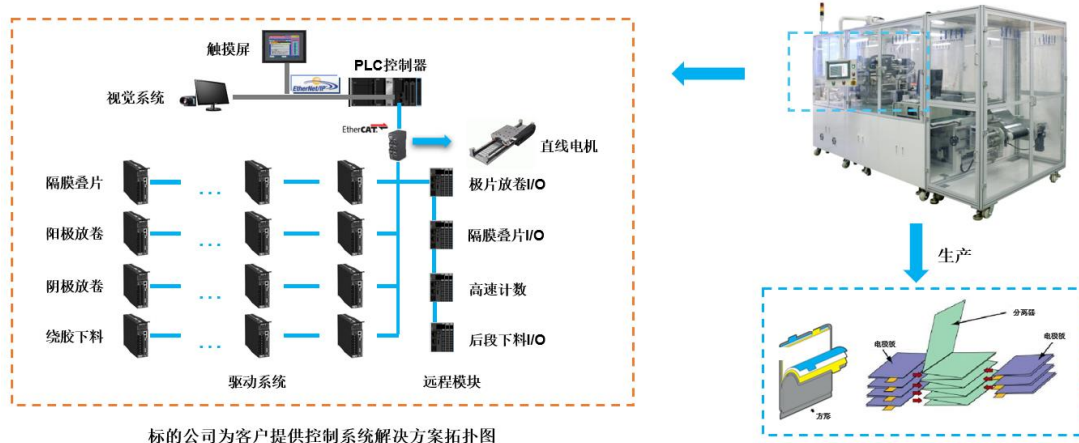 触摸屏
PLC控制器
视觉系统
EtherNet/IP
EtherCAT
直线电机
隔膜叠片
...
极片放卷I/O
阳极放卷
...
隔膜叠片I/O
阴极放卷
...
高速计数
绕胶下料
...
后段下料I/O
驱动系统
远程模块
标的公司为客户提供控制系统解决方案拓扑图
生产
分离器
电极板
电极板
方形